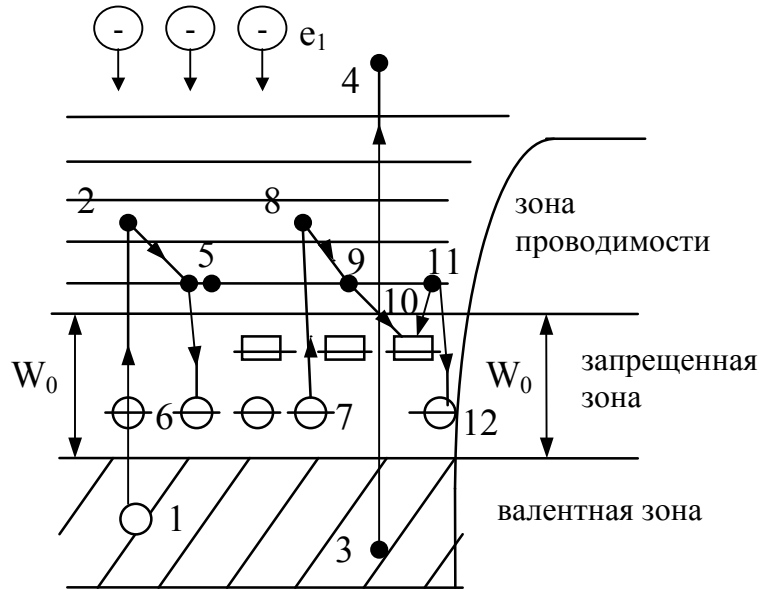 - - - e₁
4
2 8
зона
проводимости
5 9 11
10
W₀ W₀
запрещенная
зона
6 7 12
1
валентная зона
3